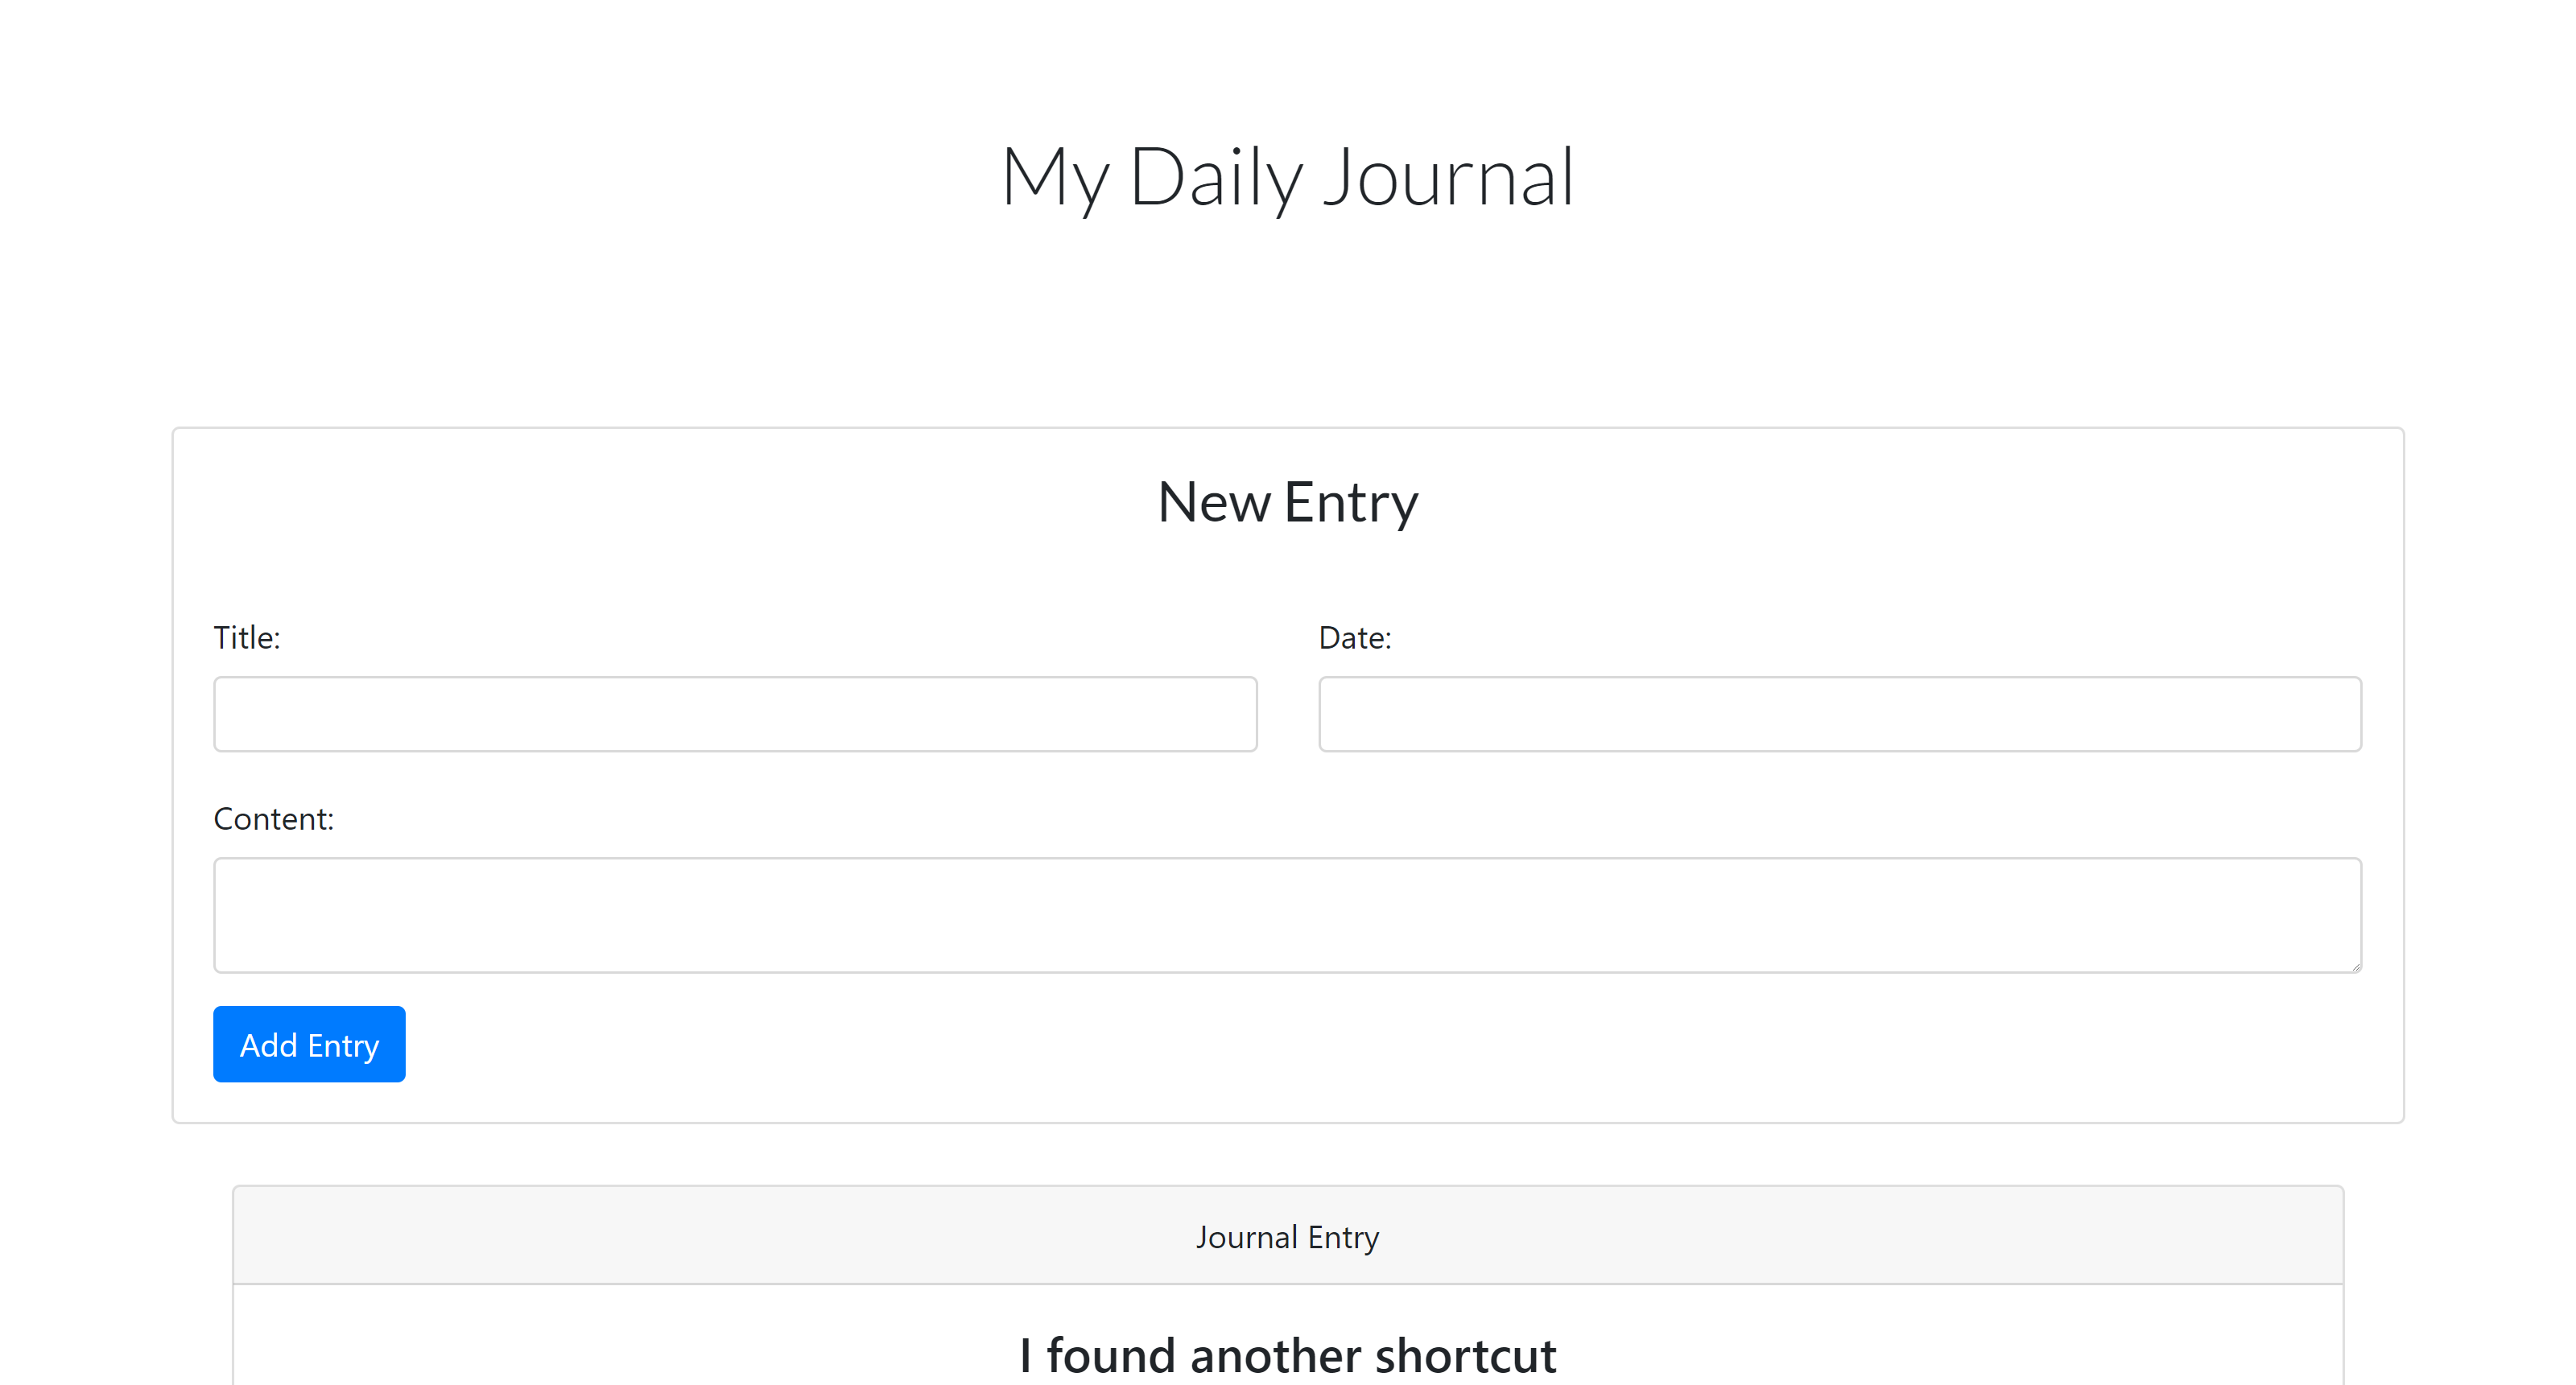 My Daily Journal
New Entry
Title:
Date:
Content:
Add Entry
Journal Entry
I found another shortcut